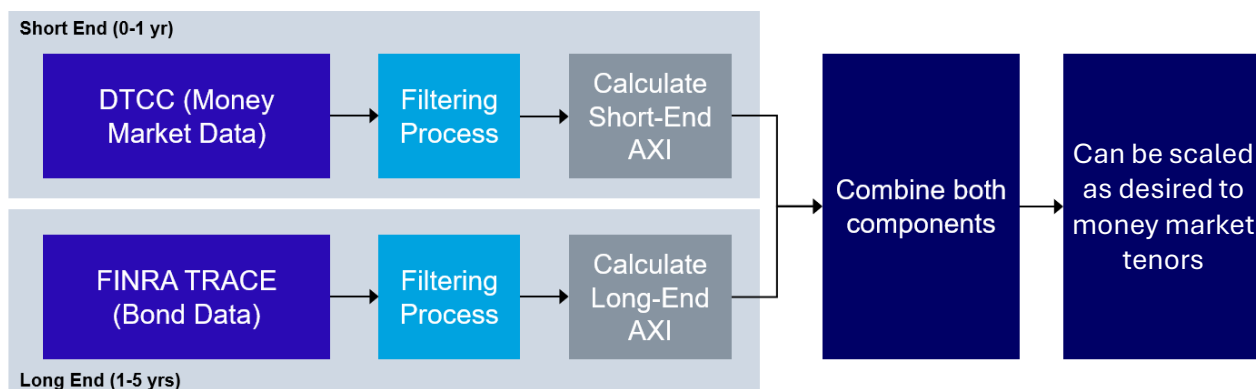 Short End (0-1 yr)
DTCC (Money
Market Data)
Filtering
Process
Calculate
Short-End
AXI
FINRA TRACE
(Bond Data)
Filtering
Process
Calculate
Long-End
AXI
Long End (1-5 yrs)
Combine both
components
Can be scaled
as desired to
money market
tenors